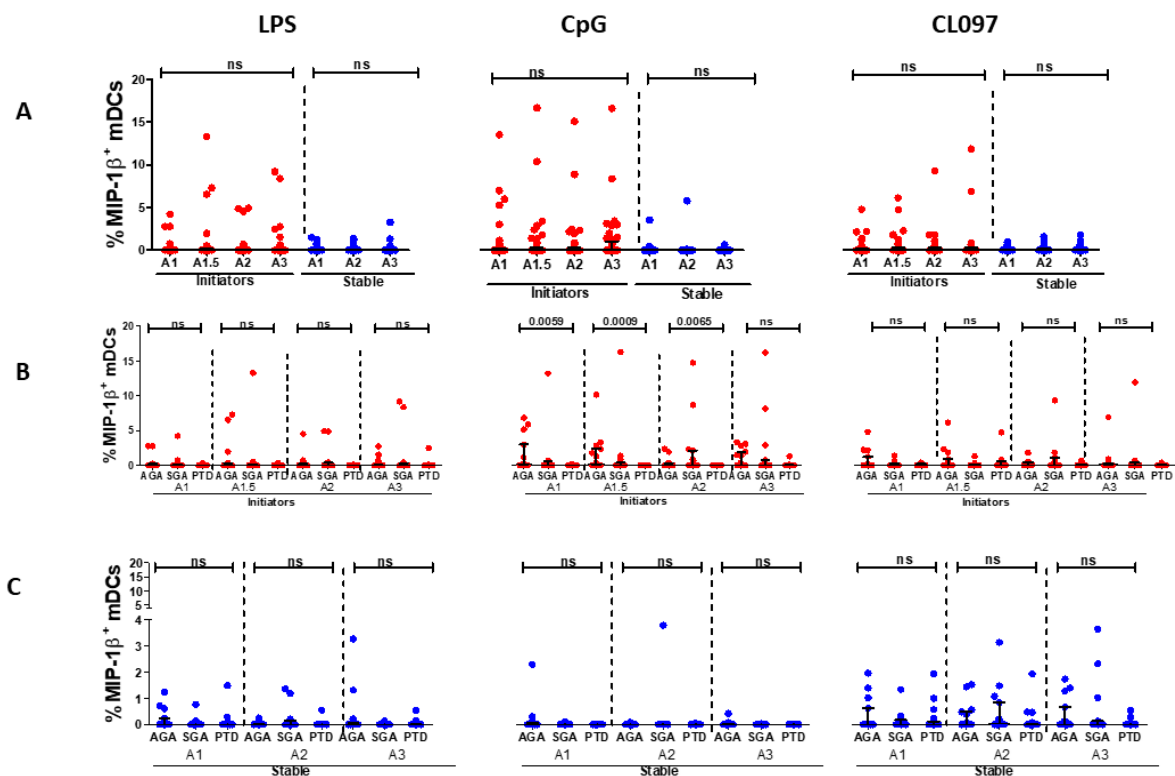 LPS CpG CL097
A
% MIP-1β⁺ mDCs
20
15
10
5
0
ns ns
A1 A1.5 A2 A3 A1 A2 A3
Initiators Stable
ns ns
A1 A1.5 A2 A3 A1 A2 A3
Initiators Stable
ns ns
A1 A1.5 A2 A3 A1 A2 A3
Initiators Stable
B
% MIP-1β⁺ mDCs
20
15
10
5
0
ns ns ns ns
AGA SGA PTD AGA SGA PTD AGA SGA PTD AGA SGA PTD
A1 A1.5 A2 A3
Initiators
0.0059 0.0009 0.0065 ns
AGA SGA PTD AGA SGA PTD AGA SGA PTD AGA SGA PTD
A1 A1.5 A2 A3
Initiators
ns ns ns ns
AGA SGA PTD AGA SGA PTD AGA SGA PTD AGA SGA PTD
A1 A1.5 A2 A3
Initiators
C
% MIP-1β⁺ mDCs
20
15
10
5
4
3
2
1
0
ns ns ns
AGA SGA PTD AGA SGA PTD AGA SGA PTD
A1 A2 A3
Stable
ns ns ns
AGA SGA PTD AGA SGA PTD AGA SGA PTD
A1 A2 A3
Stable
ns ns ns
AGA SGA PTD AGA SGA PTD AGA SGA PTD
A1 A2 A3
Stable